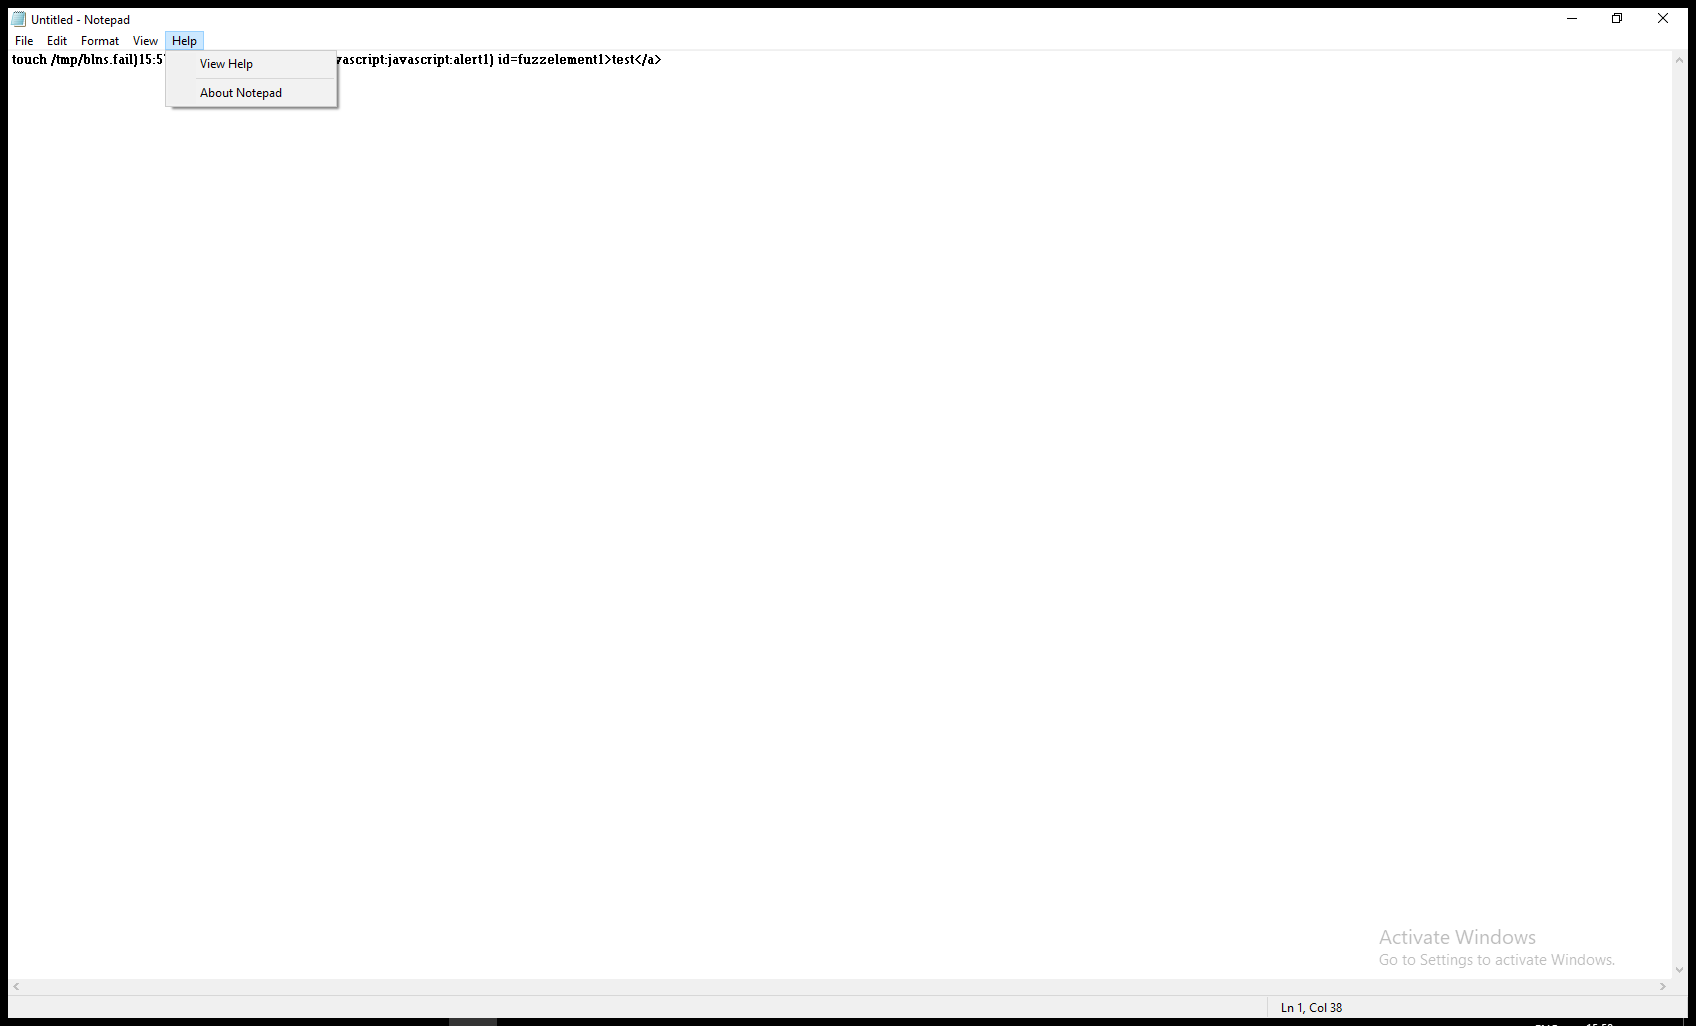 Untitled - Notepad
File Edit Format View Help
touch /tmp/blns.fail)15:5
vascript:javascript:alert1) id=fuzzelement1>test</a>
View Help
About Notepad
Activate Windows
Go to Settings to activate Windows.
Ln 1, Col 38